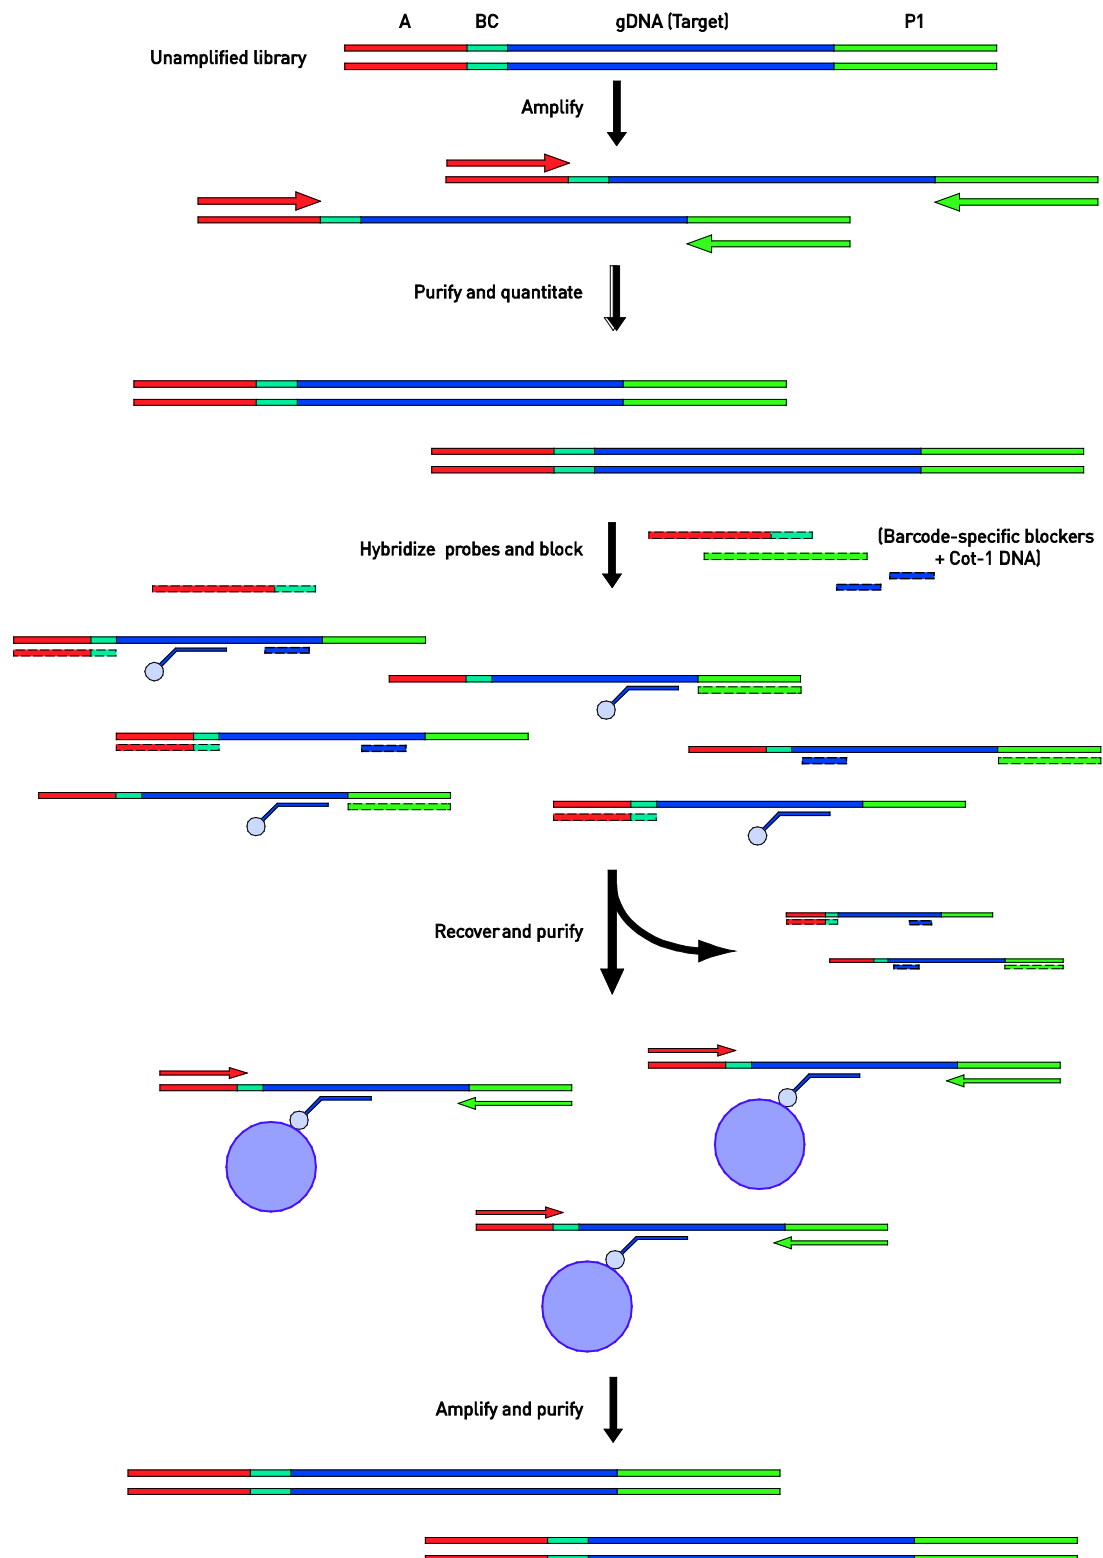 A BC gDNA (Target) P1
Unamplified library
Amplify
Purify and quantitate
Hybridize probes and block
(Barcode-specific blockers
+ Cot-1 DNA)
Recover and purify
Amplify and purify